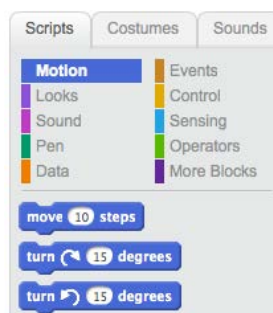 Scripts Costumes Sounds
Motion Events
Looks Control
Sound Sensing
Pen Operators
Data More Blocks
move 10 steps
turn 15 degrees
turn 15 degrees